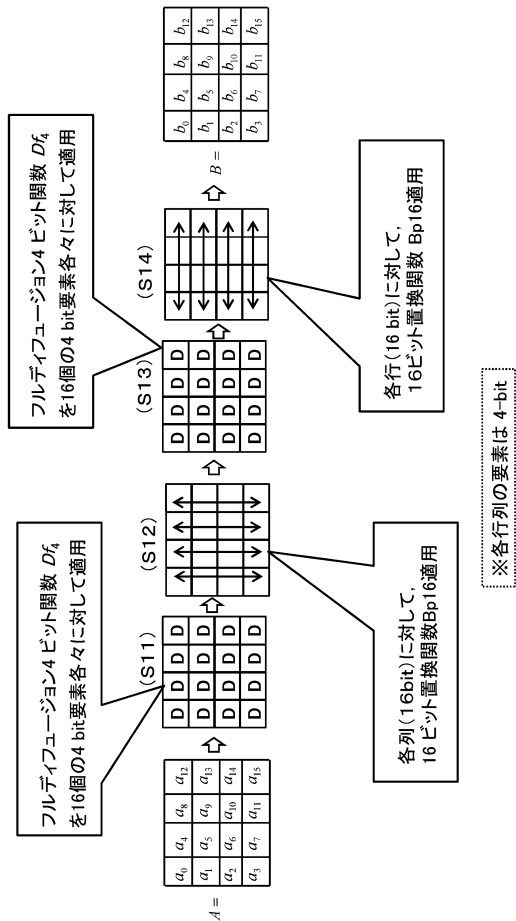 フルディフュージョン4 ビット関数 Df4
を16個の4 bit要素各々に対して適用
フルディフュージョン4 ビット関数 Df4
を16個の4 bit要素各々に対して適用
(S11)
(S12)
(S13)
(S14)
A =
a0 a4 a8 a12
a1 a5 a9 a13
a2 a6 a10 a14
a3 a7 a11 a15
D D D D
D D D D
D D D D
D D D D
D D D D
D D D D
D D D D
D D D D
B =
b0 b4 b8 b12
b1 b5 b9 b13
b2 b6 b10 b14
b3 b7 b11 b15
各列(16bit)に対して,
16 ビット置換関数Bp16適用
各行(16 bit)に対して,
16ビット置換関数 Bp16適用
※各行列の要素は 4-bit